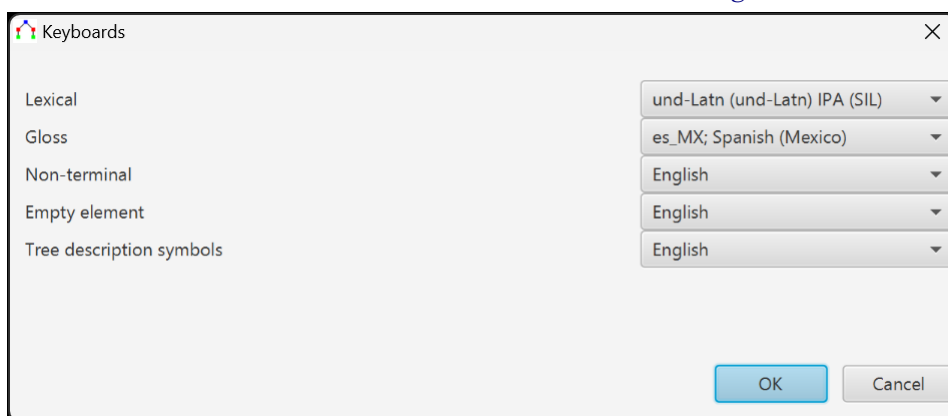 Keyboards
Lexical und-Latn (und-Latn) IPA (SIL)
Gloss es_MX; Spanish (Mexico)
Non-terminal English
Empty element English
Tree description symbols English
OK Cancel